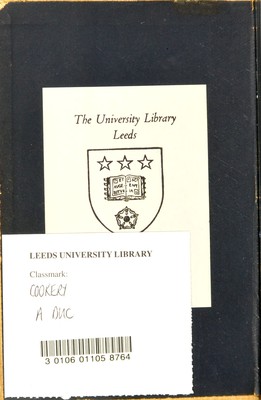 The University Library
Leeds
LEEDS UNIVERSITY LIBRARY
Classmark:
COOKERY
A DUC
3 0106 01105 8764